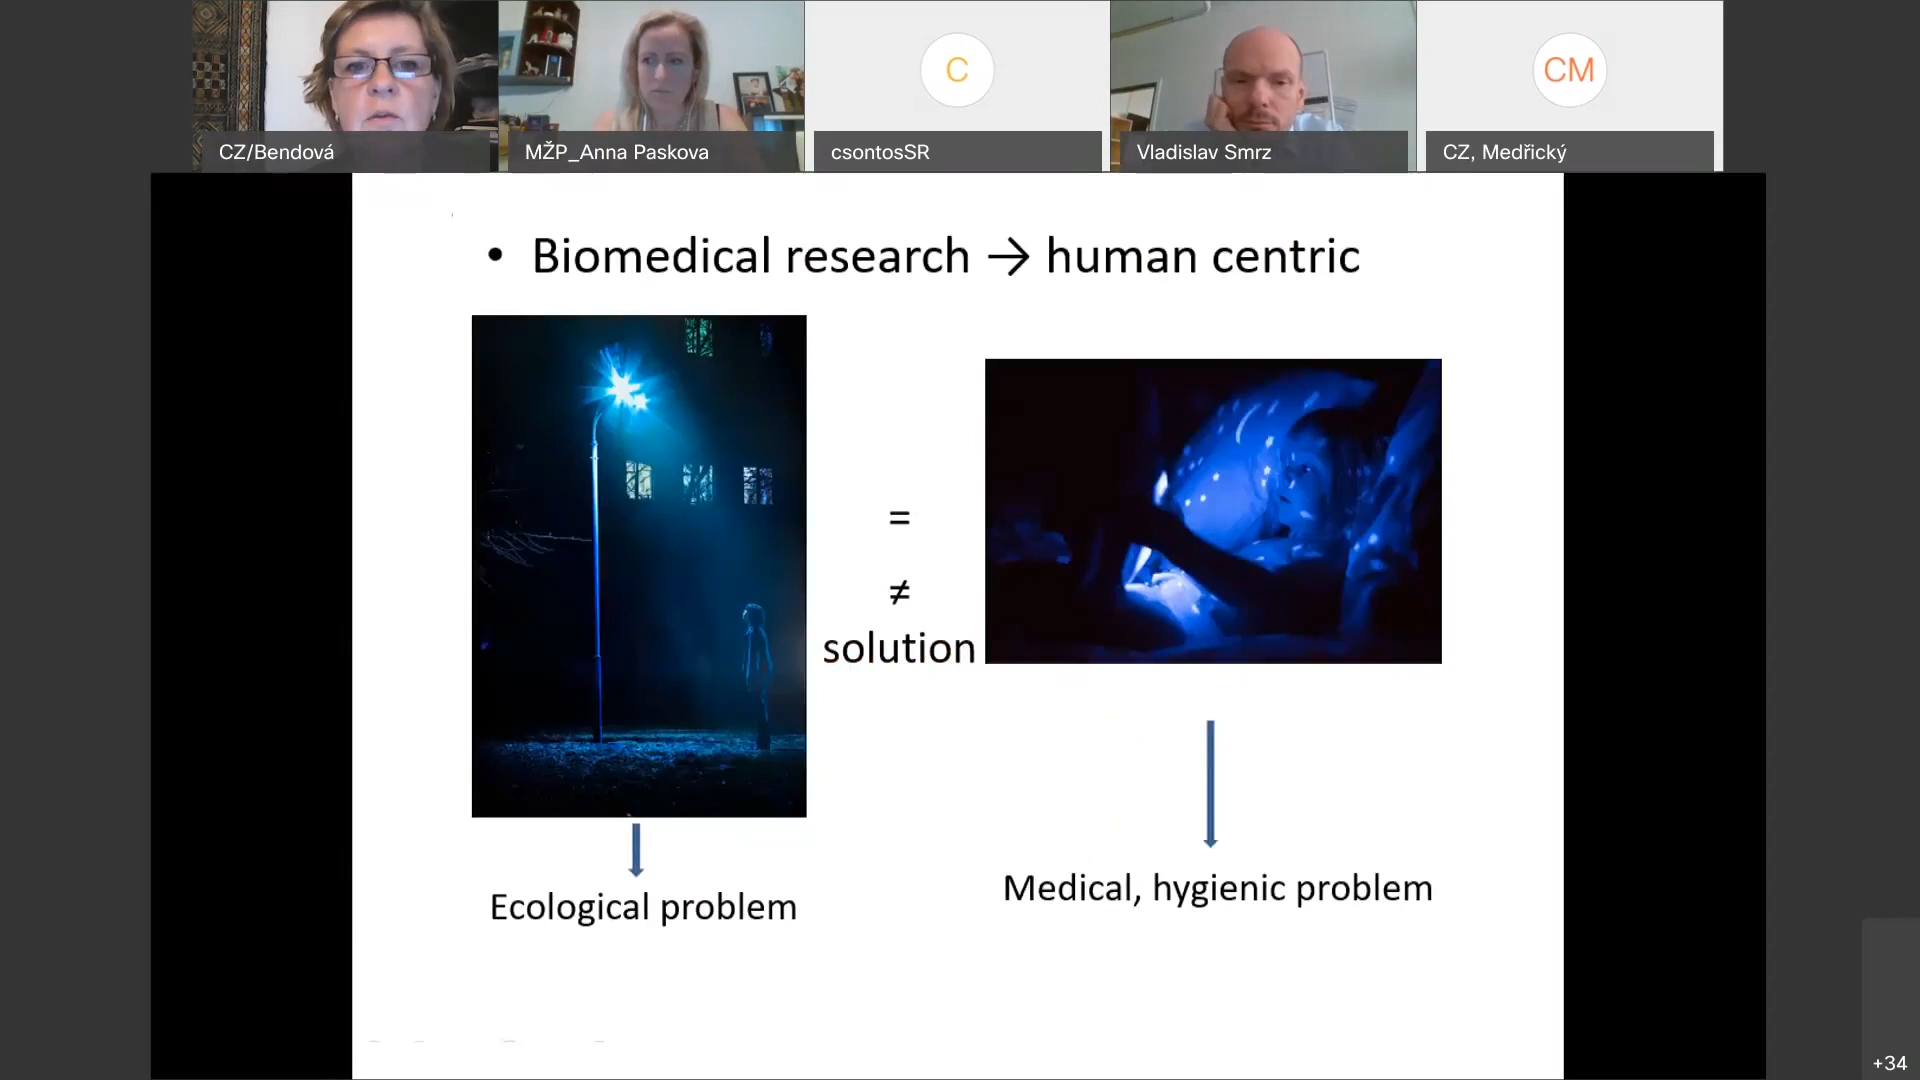 CZ/Bendová
MŽP_Anna Paskova
C
csontosSR
Vladislav Smrz
CM
CZ, Medřický
• Biomedical research → human centric
=
≠
solution
Ecological problem
Medical, hygienic problem
+34